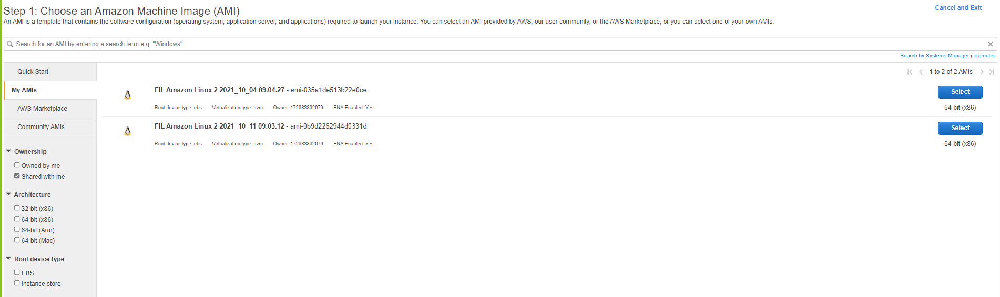 Step 1: Choose an Amazon Machine Image (AMI)
Cancel and Exit
An AMI is a template that contains the software configuration (operating system, application server, and applications) required to launch your instance. You can select an AMI provided by AWS, our user community, or the AWS Marketplace; or you can select one of your own AMIs.
Search for an AMI by entering a search term e.g. "Windows"
Search by Systems Manager parameter
Quick Start
My AMIs
AWS Marketplace
Community AMIs
Ownership
Owned by me
Shared with me
Architecture
32-bit (x86)
64-bit (x86)
64-bit (Arm)
64-bit (Mac)
Root device type
EBS
Instance store
1 to 2 of 2 AMIs
FIL Amazon Linux 2 2021_10_04 09.04.27 - ami-035a1de513b22e0ce
Select
Root device type: ebs Virtualization type: hvm Owner: 172688362079 ENA Enabled: Yes
64-bit (x86)
FIL Amazon Linux 2 2021_10_11 09.03.12 - ami-0b9d2262944d0331d
Select
Root device type: ebs Virtualization type: hvm Owner: 172688362079 ENA Enabled: Yes
64-bit (x86)